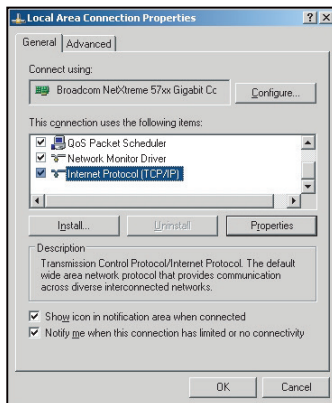 Local Area Connection Properties
General Advanced
Connect using:
Broadcom NetXtreme 57xx Gigabit Cc Configure...
This connection uses the following items:
QoS Packet Scheduler
Network Monitor Driver
Internet Protocol (TCP/IP)
Install... Uninstall Properties
Description
Transmission Control Protocol/Internet Protocol. The default
wide area network protocol that provides communication
across diverse interconnected networks.
Show icon in notification area when connected
Notify me when this connection has limited or no connectivity
OK Cancel